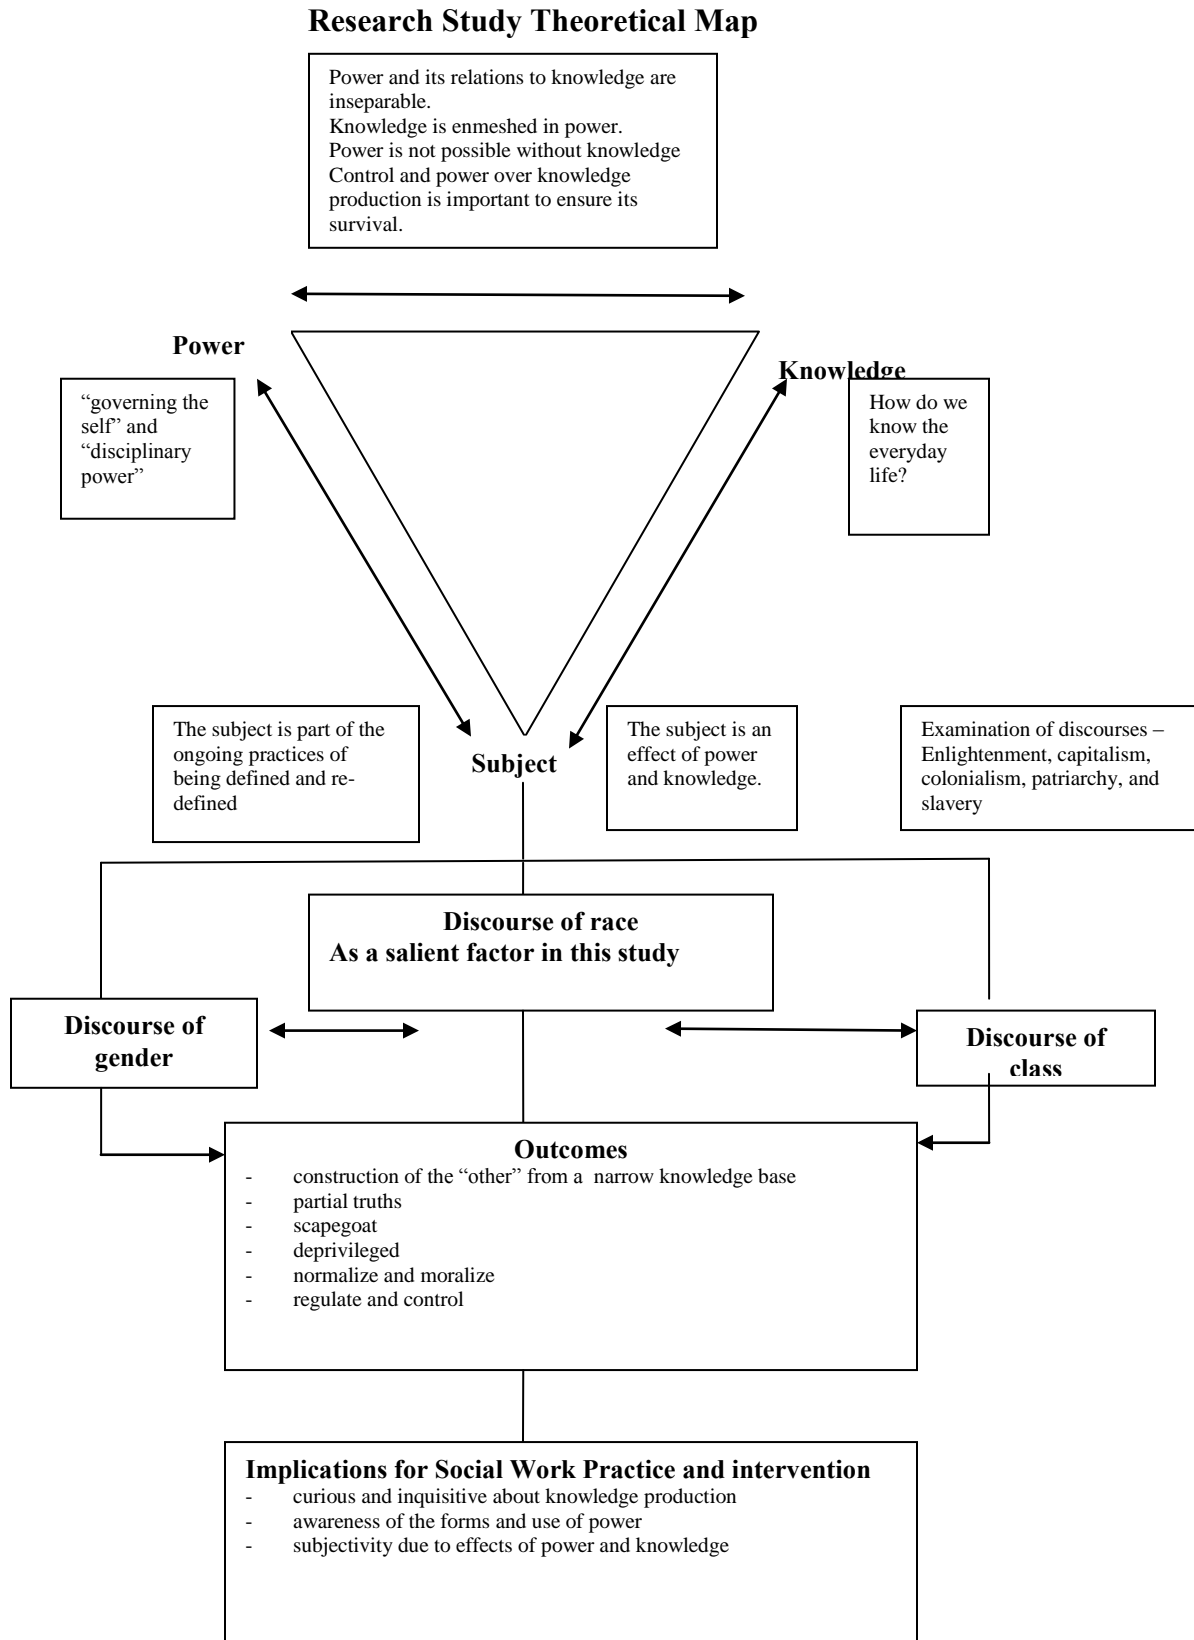 Research Study Theoretical Map
Power and its relations to knowledge are
inseparable.
Knowledge is enmeshed in power.
Power is not possible without knowledge
Control and power over knowledge
production is important to ensure its
survival.
Power
Knowledge
“governing the
self” and
“disciplinary
power”
How do we
know the
everyday
life?
The subject is part of the
ongoing practices of
being defined and re-
defined
Subject
The subject is an
effect of power
and knowledge.
Examination of discourses –
Enlightenment, capitalism,
colonialism, patriarchy, and
slavery
Discourse of race
As a salient factor in this study
Discourse of
gender
Discourse of
class
Outcomes
- construction of the “other” from a narrow knowledge base
- partial truths
- scapegoat
- deprivileged
- normalize and moralize
- regulate and control
Implications for Social Work Practice and intervention
- curious and inquisitive about knowledge production
- awareness of the forms and use of power
- subjectivity due to effects of power and knowledge